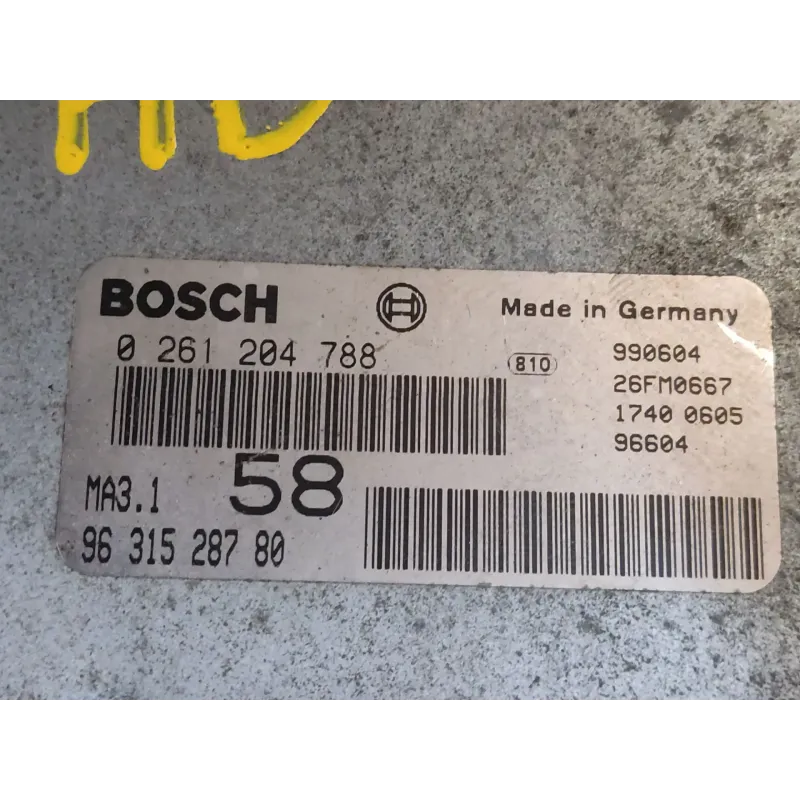 BOSCH Made in Germany
0 261 204 788 810 990604
26FM0667
1740 0605
96604
MA3.1 58
96 315 287 80